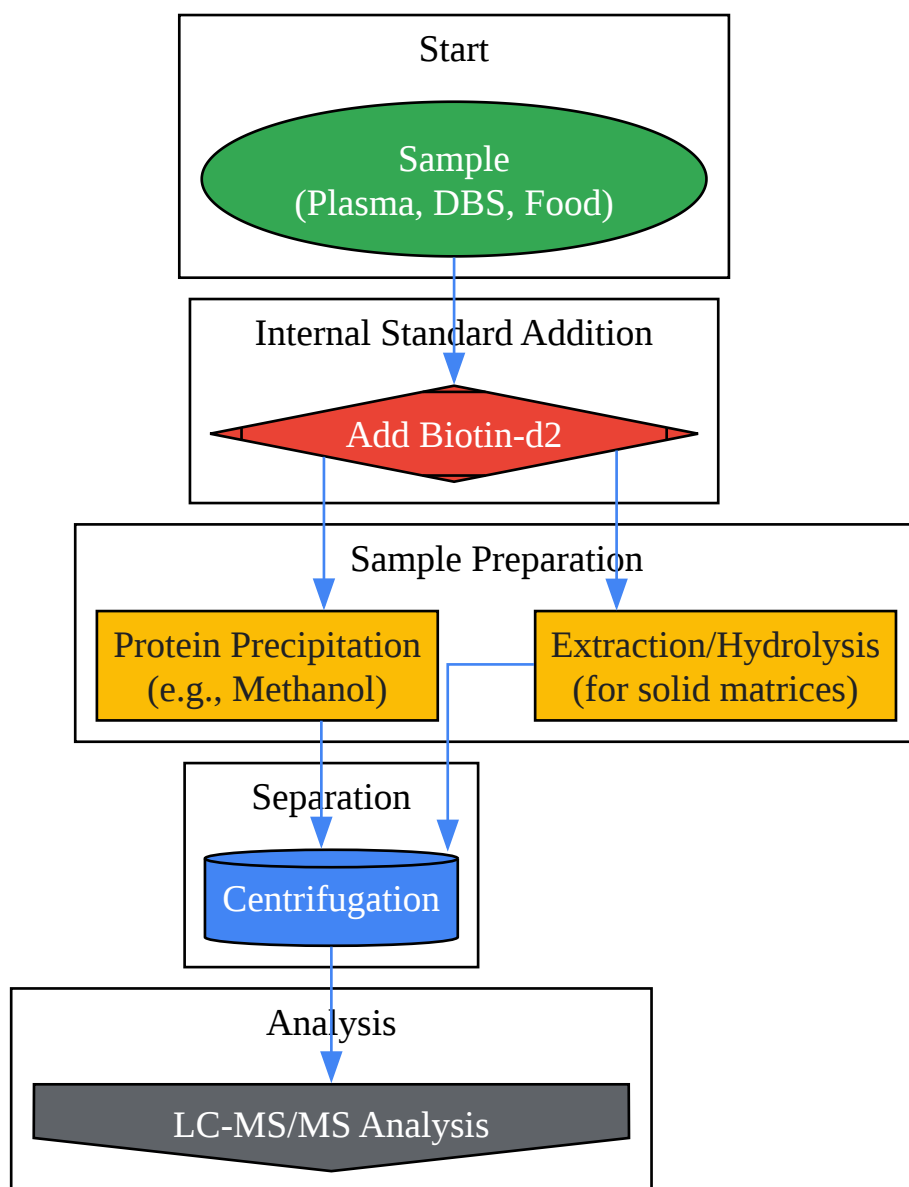 Start
Sample
(Plasma, DBS, Food)
Internal Standard Addition
Add Biotin-d2
Sample Preparation
Protein Precipitation
(e.g., Methanol)
Extraction/Hydrolysis
(for solid matrices)
Separation
Centrifugation
Analysis
LC-MS/MS Analysis